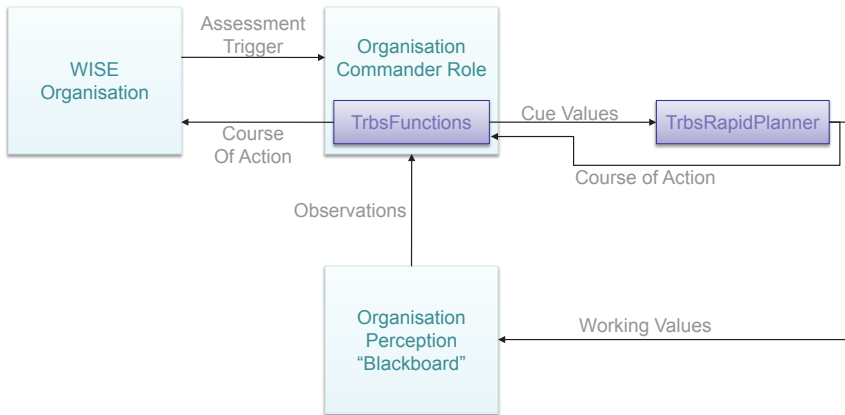 Assessment
Trigger
WISE
Organisation
Organisation
Commander Role
TrbsFunctions
Cue Values
TrbsRapidPlanner
Course
Of Action
Course of Action
Observations
Organisation
Perception
“Blackboard”
Working Values